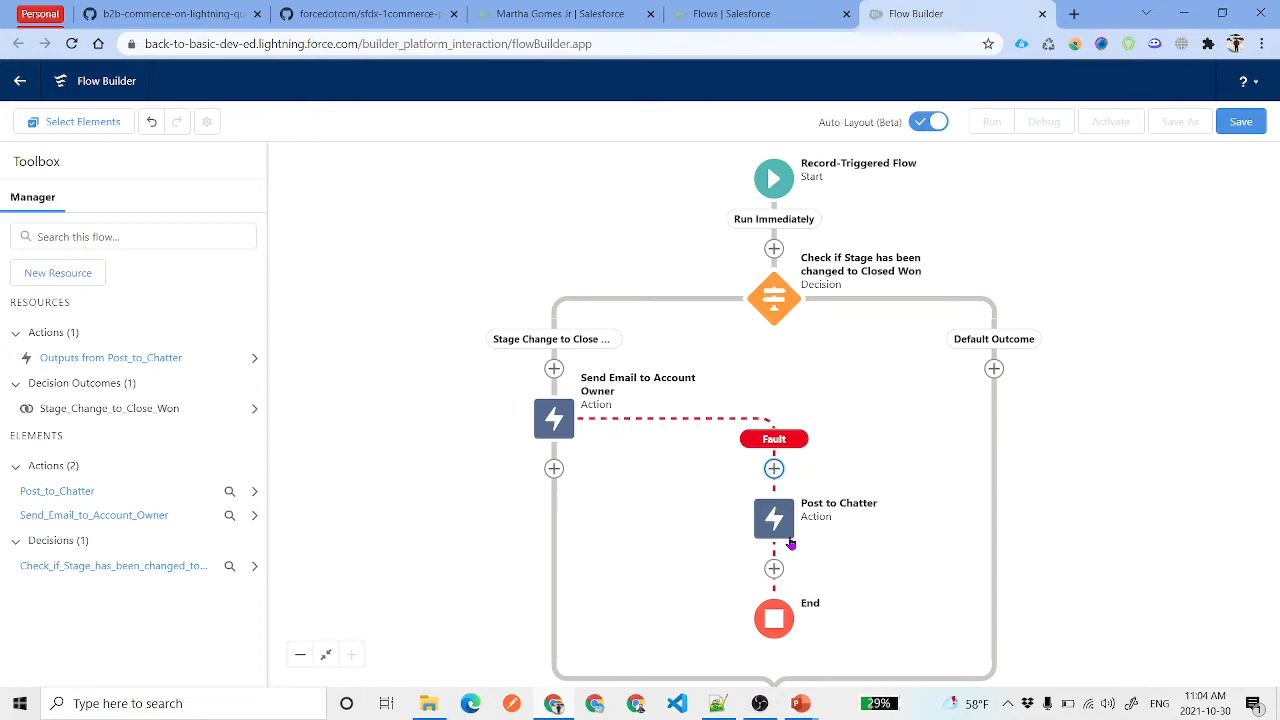 Personal
b2b-commerce-on-lightning-qu
forcedotcom/sfdx-1commerce-p
Martha Gomes Jr | Salesforce
Flows | Salesforce
Flow Builder
back-to-basic-dev-ed.lightning.force.com/builder_platform_interaction/flowBuilder.app
Flow Builder
?
Select Elements
Auto-Layout (Beta)
Run
Debug
Activate
Save As
Save
Toolbox
Manager
Search this flow...
New Resource
RESOURCES
Actions (1)
Outputs from Post_to_Chatter
Decision Outcomes (1)
Stage_Change_to_Close_Won
ELEMENTS
Actions (2)
Post_to_Chatter
Send_Email_to_Account_Owner
Decisions (1)
Check_if_Stage_has_been_changed_to...
Record-Triggered Flow
Start
Run Immediately
Check if Stage has been
changed to Closed Won
Decision
Stage Change to Close ...
Default Outcome
Send Email to Account
Owner
Action
Fault
Post to Chatter
Action
End
Type here to search
29%
58°F
ENG
11:04 AM
2021-10-30